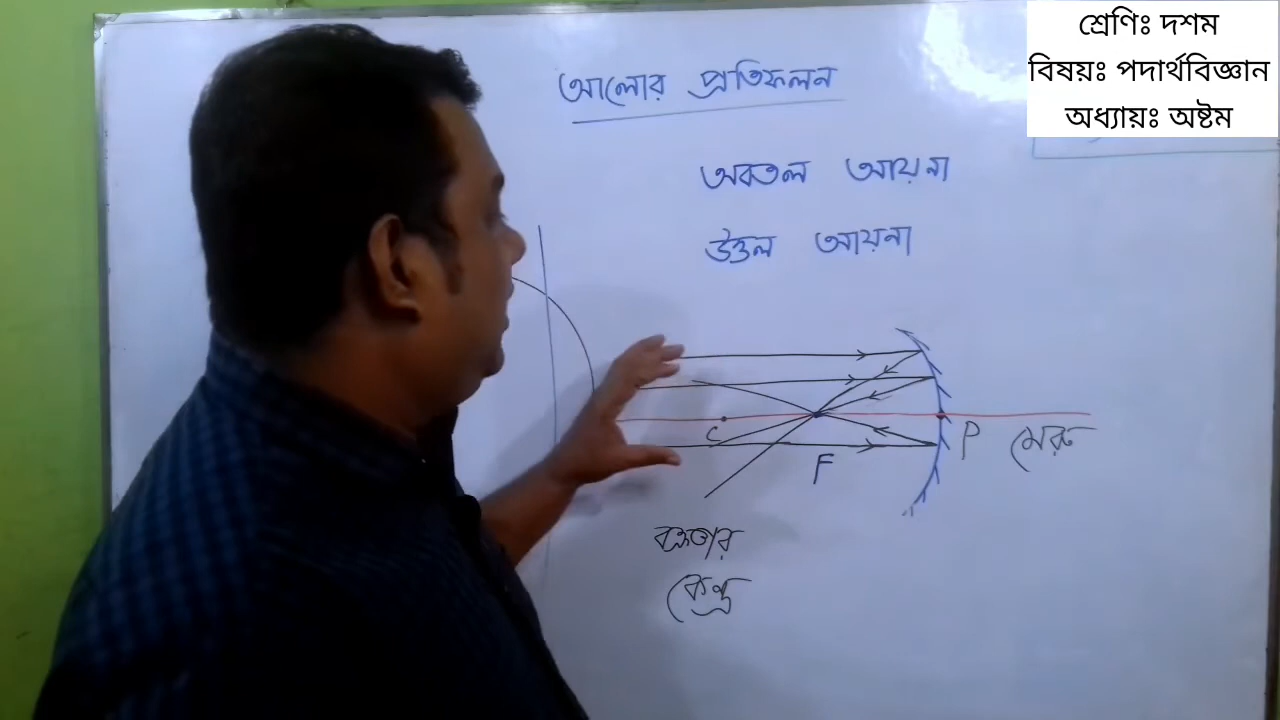 শ্রেণিঃ দশম
বিষয়ঃ পদার্থবিজ্ঞান
অধ্যায়ঃ অষ্টম
আলোর প্রতিফলন
অবতল আয়না
উত্তল আয়না
C
F
P মেরু
বক্রতার
কেন্দ্র